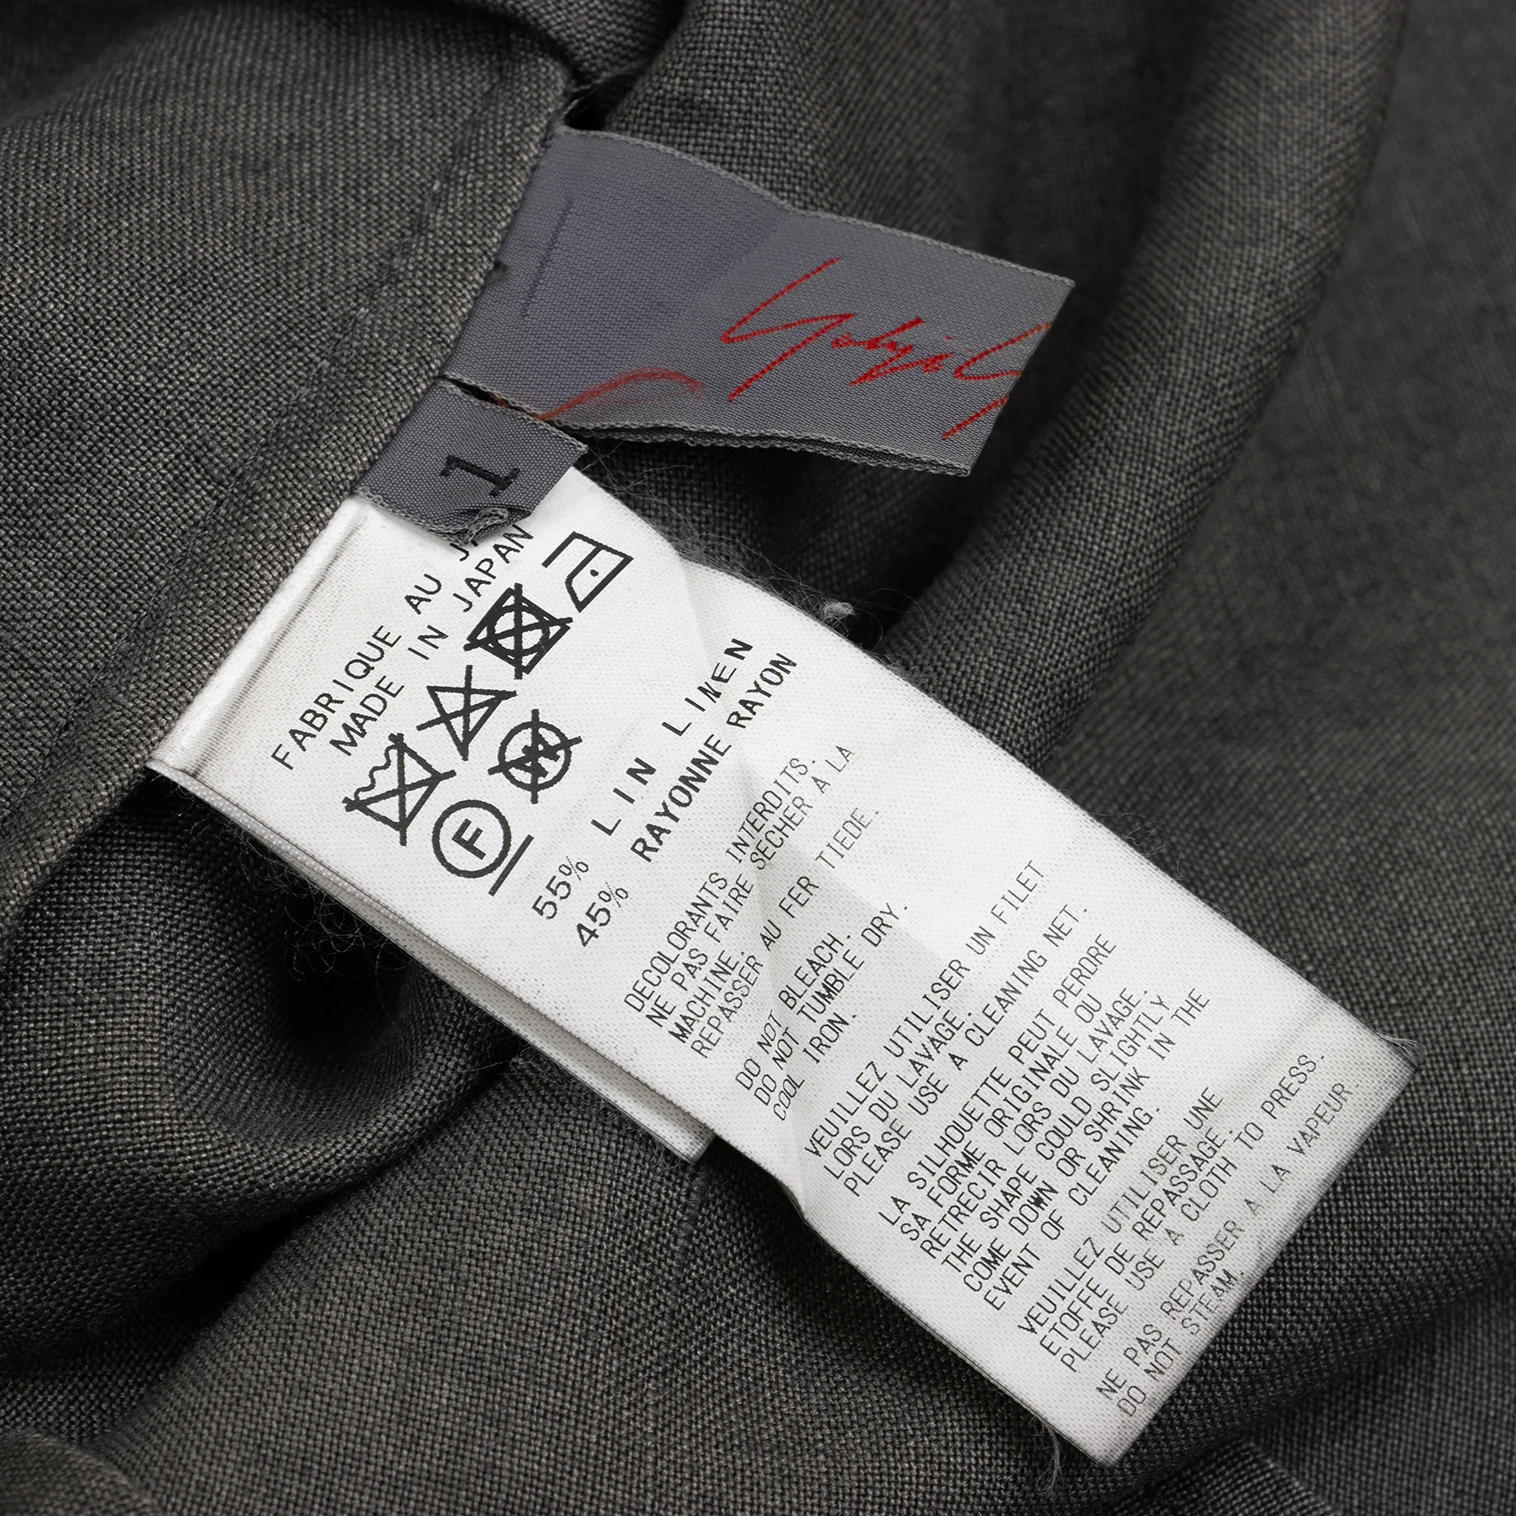 Yohji
1
FABRIQUE AU
MADE IN JAPAN
F
W
55% LIN LINEN
45% RAYONNE RAYON
DECOLORANTS INTERDITS.
NE PAS FAIRE SECHER A LA
MACHINE.
REPASSER AU FER TIEDE.
DO NOT BLEACH.
DO NOT TUMBLE DRY.
COOL IRON.
VEUILLEZ UTILISER UN FILET
LORS DU LAVAGE.
PLEASE USE A CLEANING NET.
LA SILHOUETTE PEUT PERDRE
SA FORME ORIGINALE OU
RETRECIR LORS DU LAVAGE.
THE SHAPE COULD SLIGHTLY
COME DOWN OR SHRINK IN THE
EVENT OF CLEANING.
VEUILLEZ UTILISER UNE
ETOFFE DE REPASSAGE.
PLEASE USE A CLOTH TO PRESS.
NE PAS REPASSER A LA VAPEUR
DO NOT STEAM.